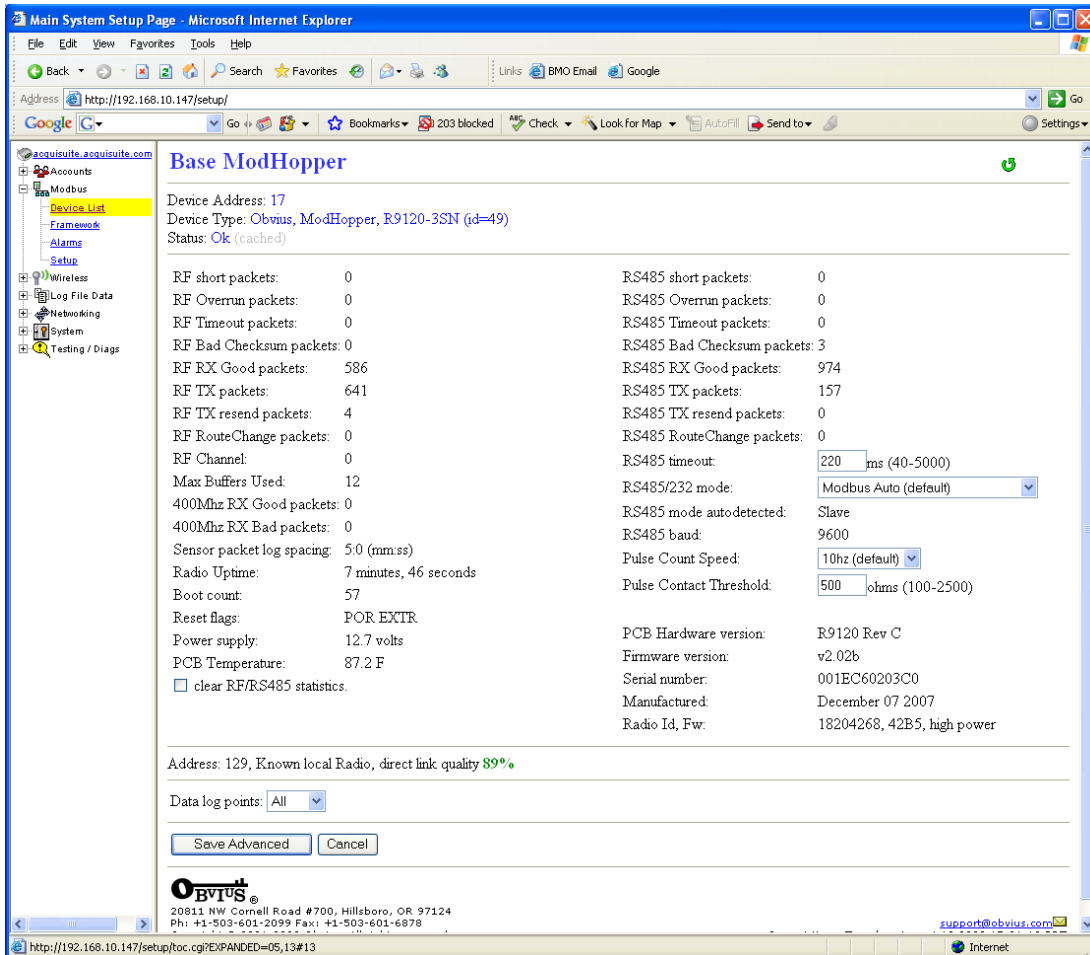 Main System Setup Page - Microsoft Internet Explorer
File Edit View Favorites Tools Help
Back Search Favorites Links BMO Email Google
Address http://192.168.10.147/setup/ Go
Google G Go Bookmarks 203 blocked ABC Check Look for Map AutoFill Send to Settings
acquisuite.acquisuite.com
Accounts
Modbus
Device List
Framework
Alarms
Setup
Wireless
Log File Data
Networking
System
Testing / Diags
Base ModHopper
Device Address: 17
Device Type: Obvius, ModHopper, R9120-3SN (id=49)
Status: Ok (cached)
RF short packets: 0
RF Overrun packets: 0
RF Timeout packets: 0
RF Bad Checksum packets: 0
RF RX Good packets: 586
RF TX packets: 641
RF TX resend packets: 4
RF RouteChange packets: 0
RF Channel: 0
Max Buffers Used: 12
400Mhz RX Good packets: 0
400Mhz RX Bad packets: 0
Sensor packet log spacing: 5:0 (mm:ss)
Radio Uptime: 7 minutes, 46 seconds
Boot count: 57
Reset flags: POR EXTR
Power supply: 12.7 volts
PCB Temperature: 87.2 F
clear RF/RS485 statistics.
RS485 short packets: 0
RS485 Overrun packets: 0
RS485 Timeout packets: 0
RS485 Bad Checksum packets: 3
RS485 RX Good packets: 974
RS485 TX packets: 157
RS485 TX resend packets: 0
RS485 RouteChange packets: 0
RS485 timeout: 220 ms (40-5000)
RS485/232 mode: Modbus Auto (default)
RS485 mode autodetected: Slave
RS485 baud: 9600
Pulse Count Speed: 10hz (default)
Pulse Contact Threshold: 500 ohms (100-2500)
PCB Hardware version: R9120 Rev C
Firmware version: v2.02b
Serial number: 001EC60203C0
Manufactured: December 07 2007
Radio Id, Fw: 18204268, 42B5, high power
Address: 129, Known local Radio, direct link quality 89%
Data log points: All
Save Advanced Cancel
OBVIUS ®
20811 NW Cornell Road #700, Hillsboro, OR 97124
Ph: +1-503-601-2099 Fax: +1-503-601-6878
support@obvius.com
http://192.168.10.147/setup/toc.cgi?EXPANDED=05,13#13 Internet